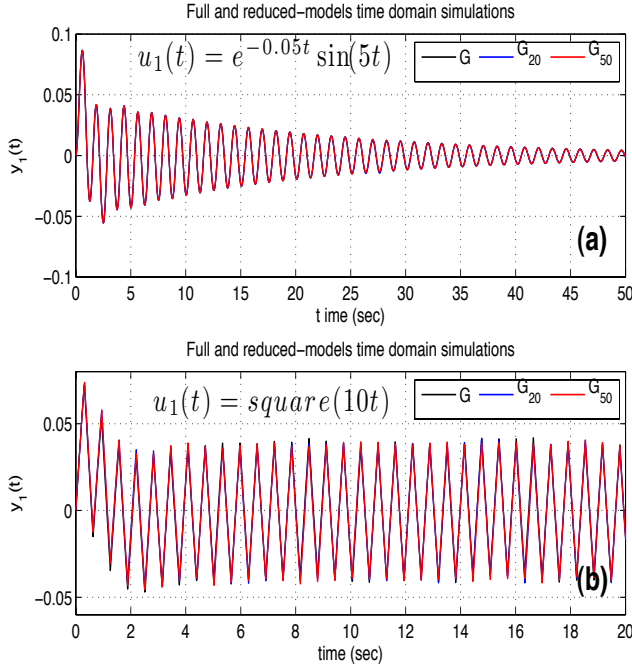 Full and reduced-models time domain simulations
0.1
0.05
0
-0.05
-0.1
y1(t)
u1(t) = e^{-0.05t} sin(5t)
G G20 G50
(a)
0 5 10 15 20 25 30 35 40 45 50
t ime (sec)
Full and reduced-models time domain simulations
0.05
0
-0.05
y1(t)
u1(t) = square(10t)
G G20 G50
(b)
0 2 4 6 8 10 12 14 16 18 20
time (sec)